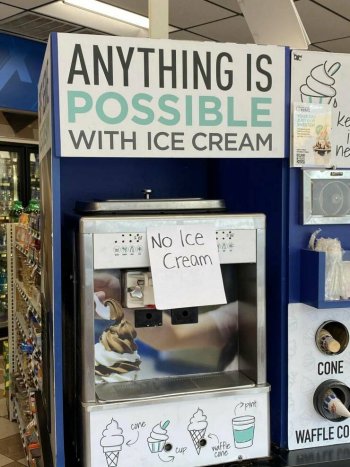 ANYTHING IS
POSSIBLE
WITH ICE CREAM
No Ice
Cream
cone
cup
waffle
cone
pint
CONE
WAFFLE CO